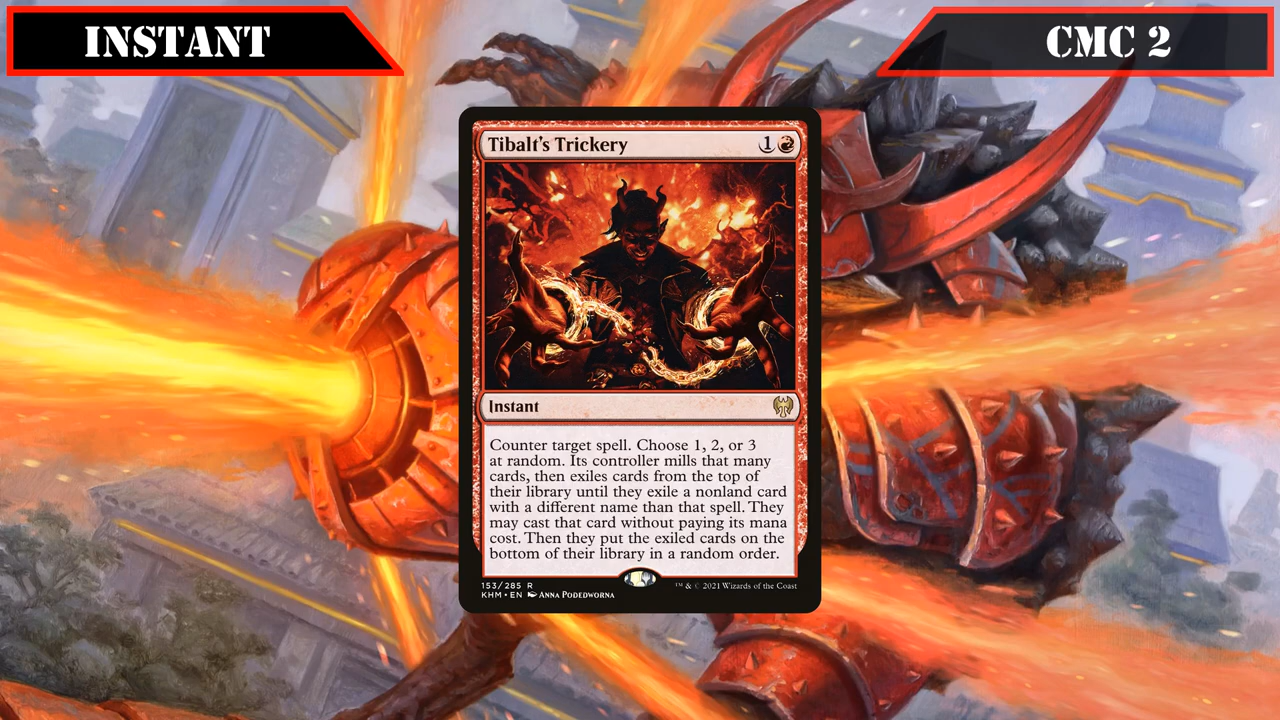 INSTANT
CMC 2
Tibalt's Trickery 1
Instant
Counter target spell. Choose 1, 2, or 3
at random. Its controller mills that many
cards, then exiles cards from the top of
their library until they exile a nonland card
with a different name than that spell. They
may cast that card without paying its mana
cost. Then they put the exiled cards on the
bottom of their library in a random order.
153/285 R
KHM • EN ANNA PODEDWORNA
™ & © 2021 Wizards of the Coast